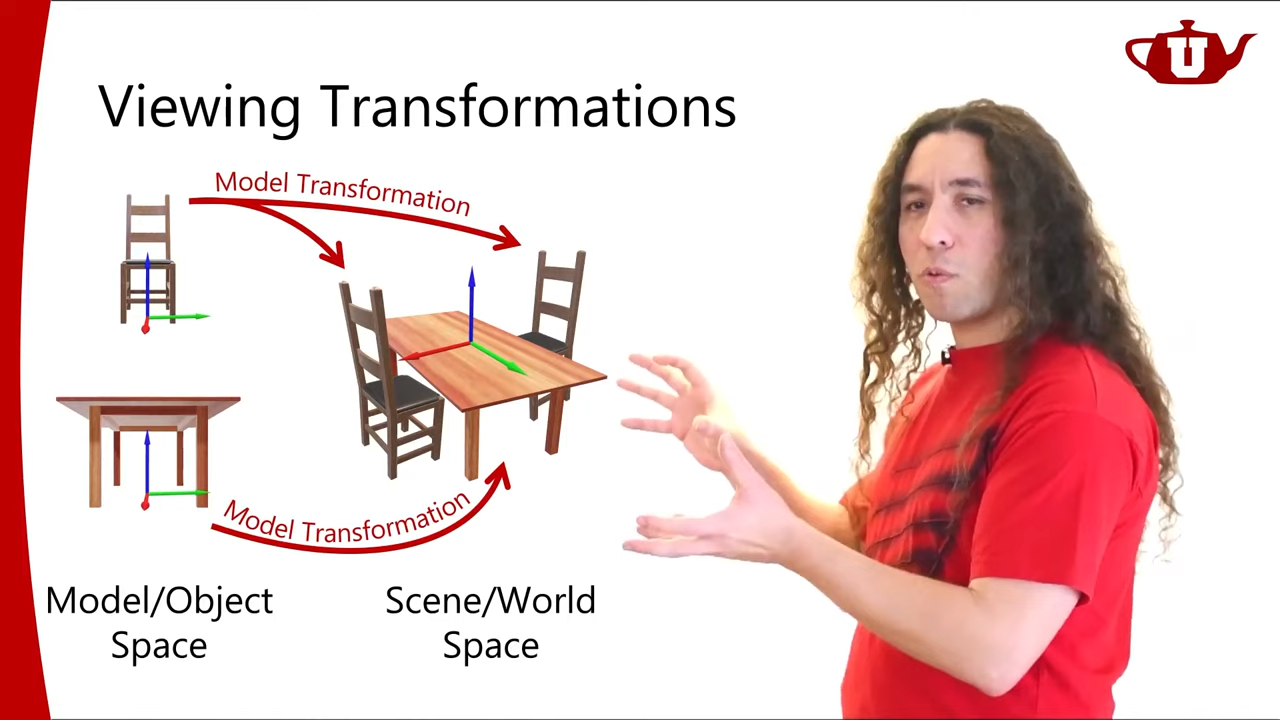 U
Viewing Transformations
Model Transformation
Model Transformation
Model/Object
Space
Scene/World
Space